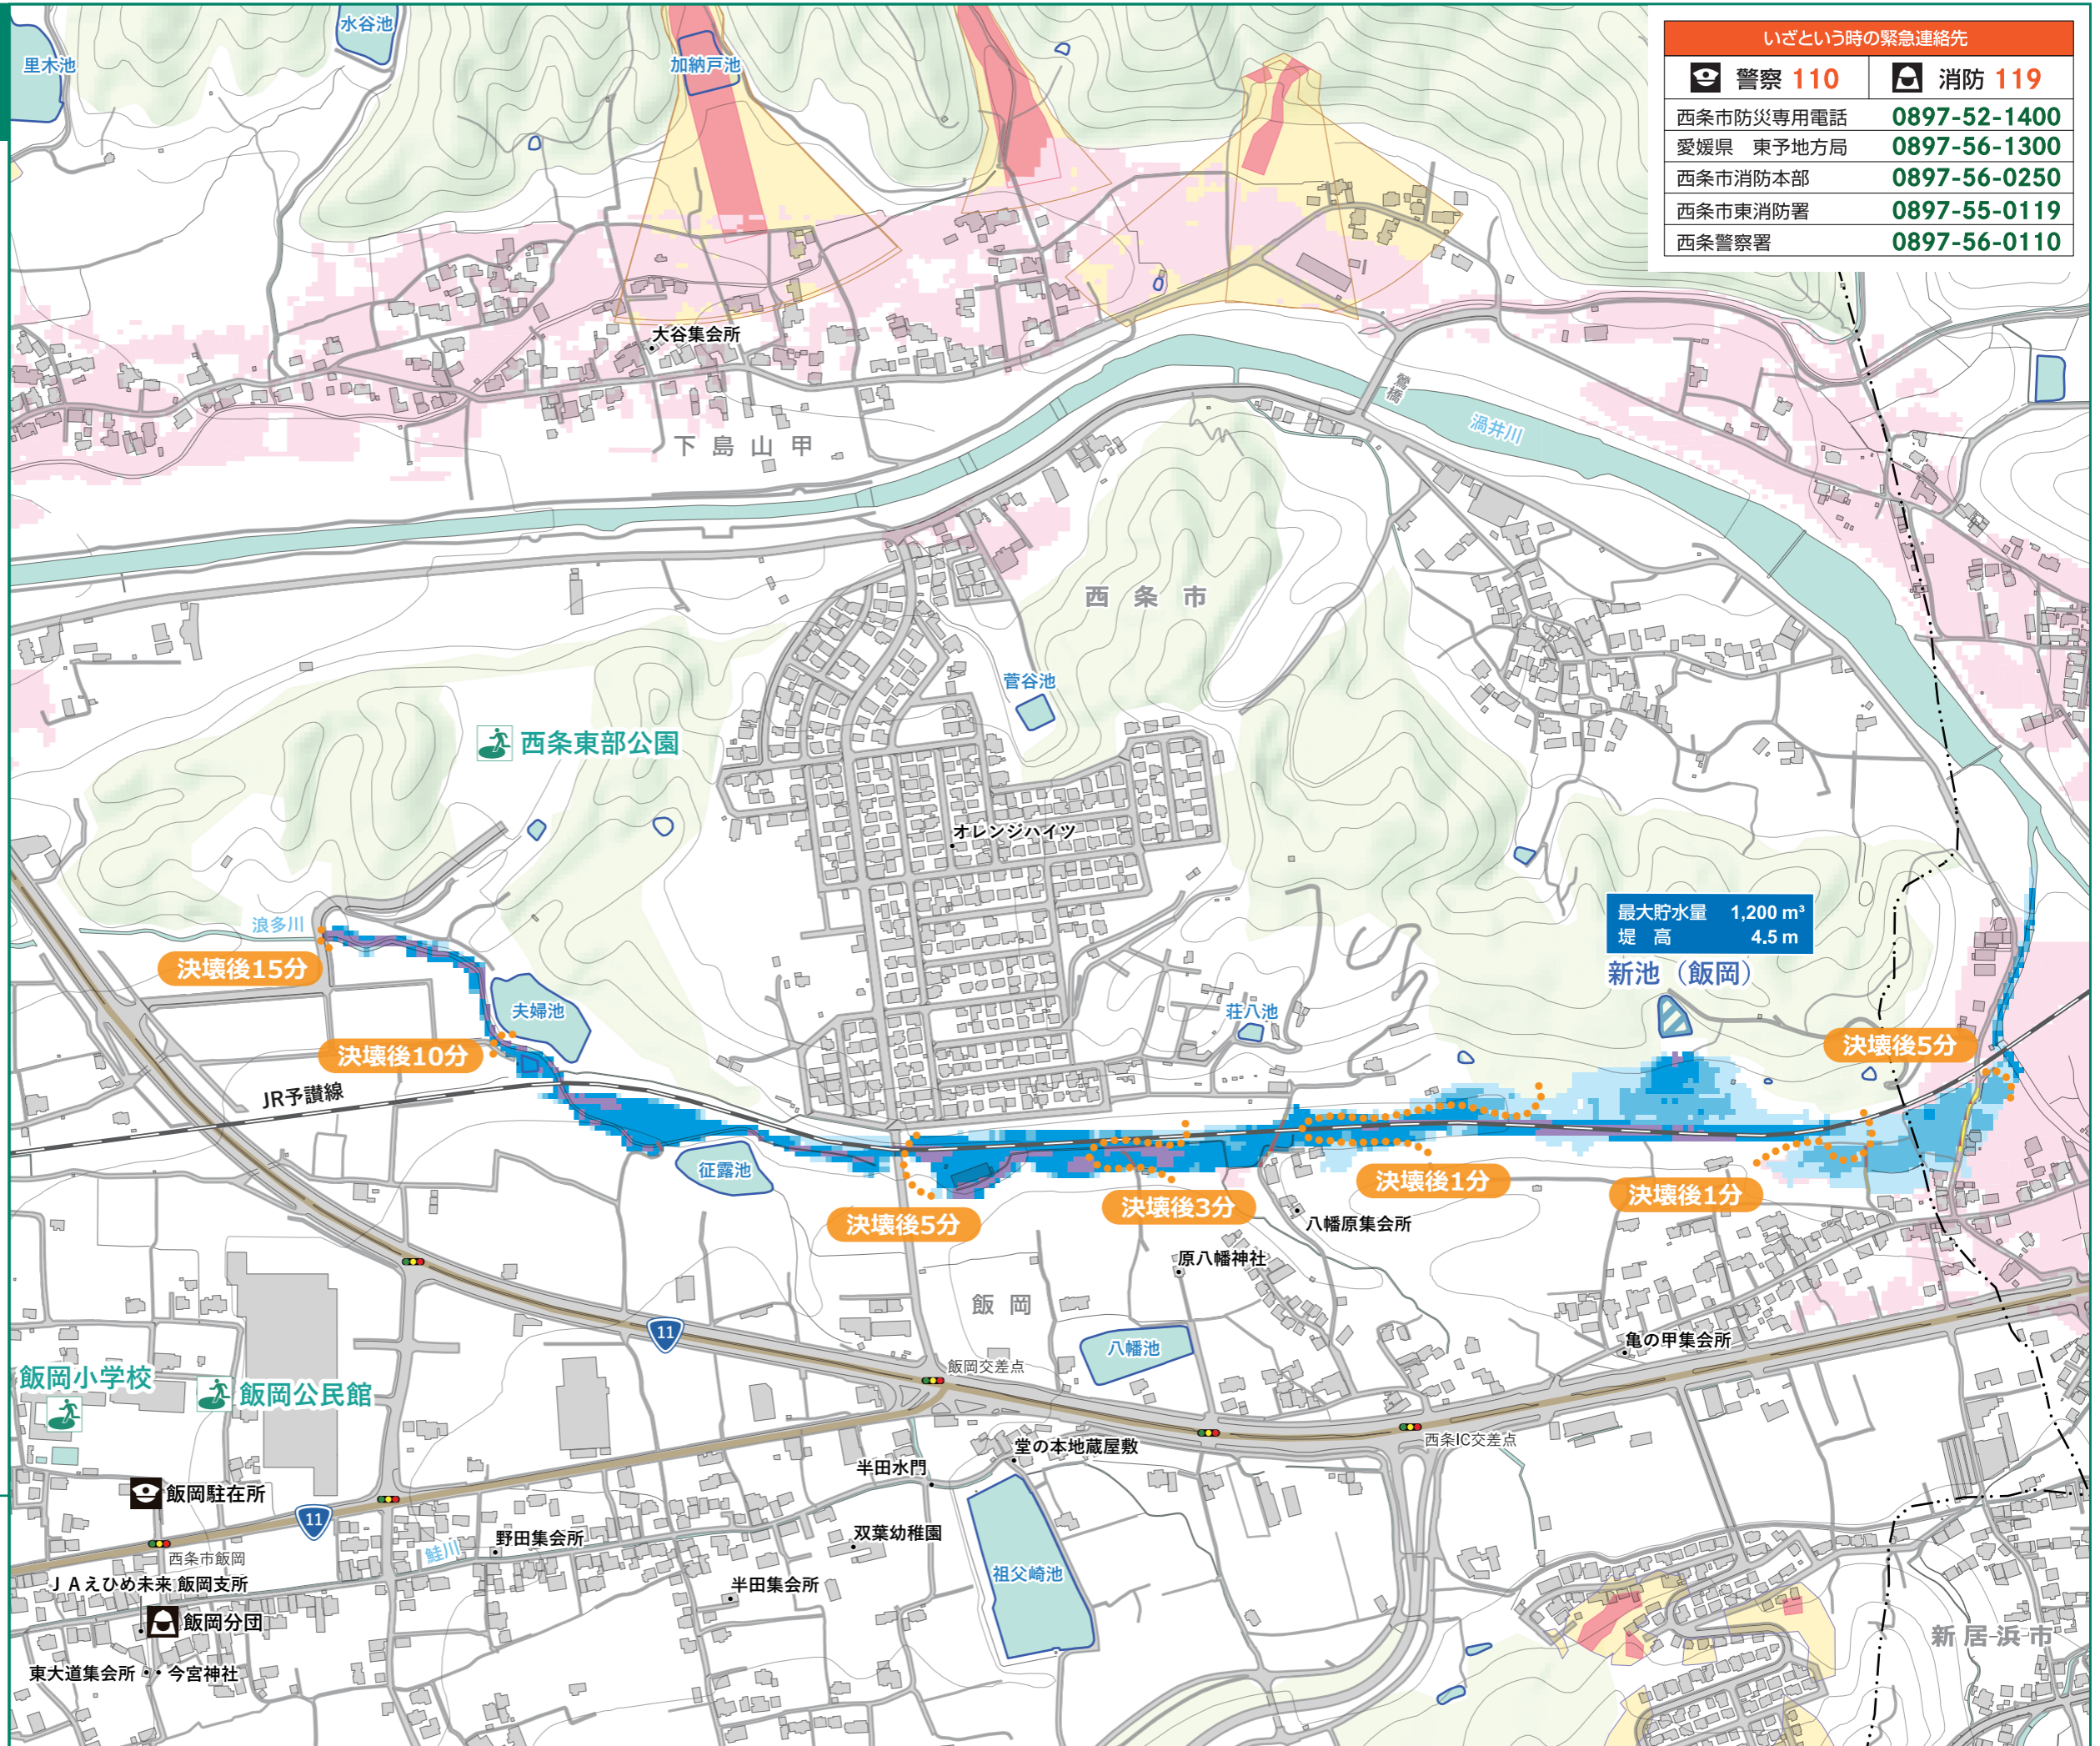 いざという時の緊急連絡先
警察 110
消防 119
西条市防災専用電話 0897-52-1400
愛媛県 東予地方局 0897-56-1300
西条市消防本部 0897-56-0250
西条市東消防署 0897-55-0119
西条警察署 0897-56-0110
水谷池
里木池
加納戸池
大谷集会所
鶯橋
渦井川
下島山甲
西条市
菅谷池
西条東部公園
オレンジハイツ
最大貯水量 1,200 m³
堤 高 4.5 m
新池（飯岡）
浪多川
決壊後15分
夫婦池
荘八池
決壊後10分
決壊後5分
JR予讃線
征露池
決壊後1分
決壊後1分
決壊後3分
決壊後5分
八幡原集会所
原八幡神社
飯岡
11
八幡池
亀の甲集会所
飯岡交差点
飯岡小学校
飯岡公民館
西条IC交差点
堂の本地蔵屋敷
半田水門
飯岡駐在所
11
野田集会所
双葉幼稚園
鮭川
西条市飯岡
祖父崎池
JAえひめ未来 飯岡支所
半田集会所
飯岡分団
新居浜市
東大道集会所
今宮神社